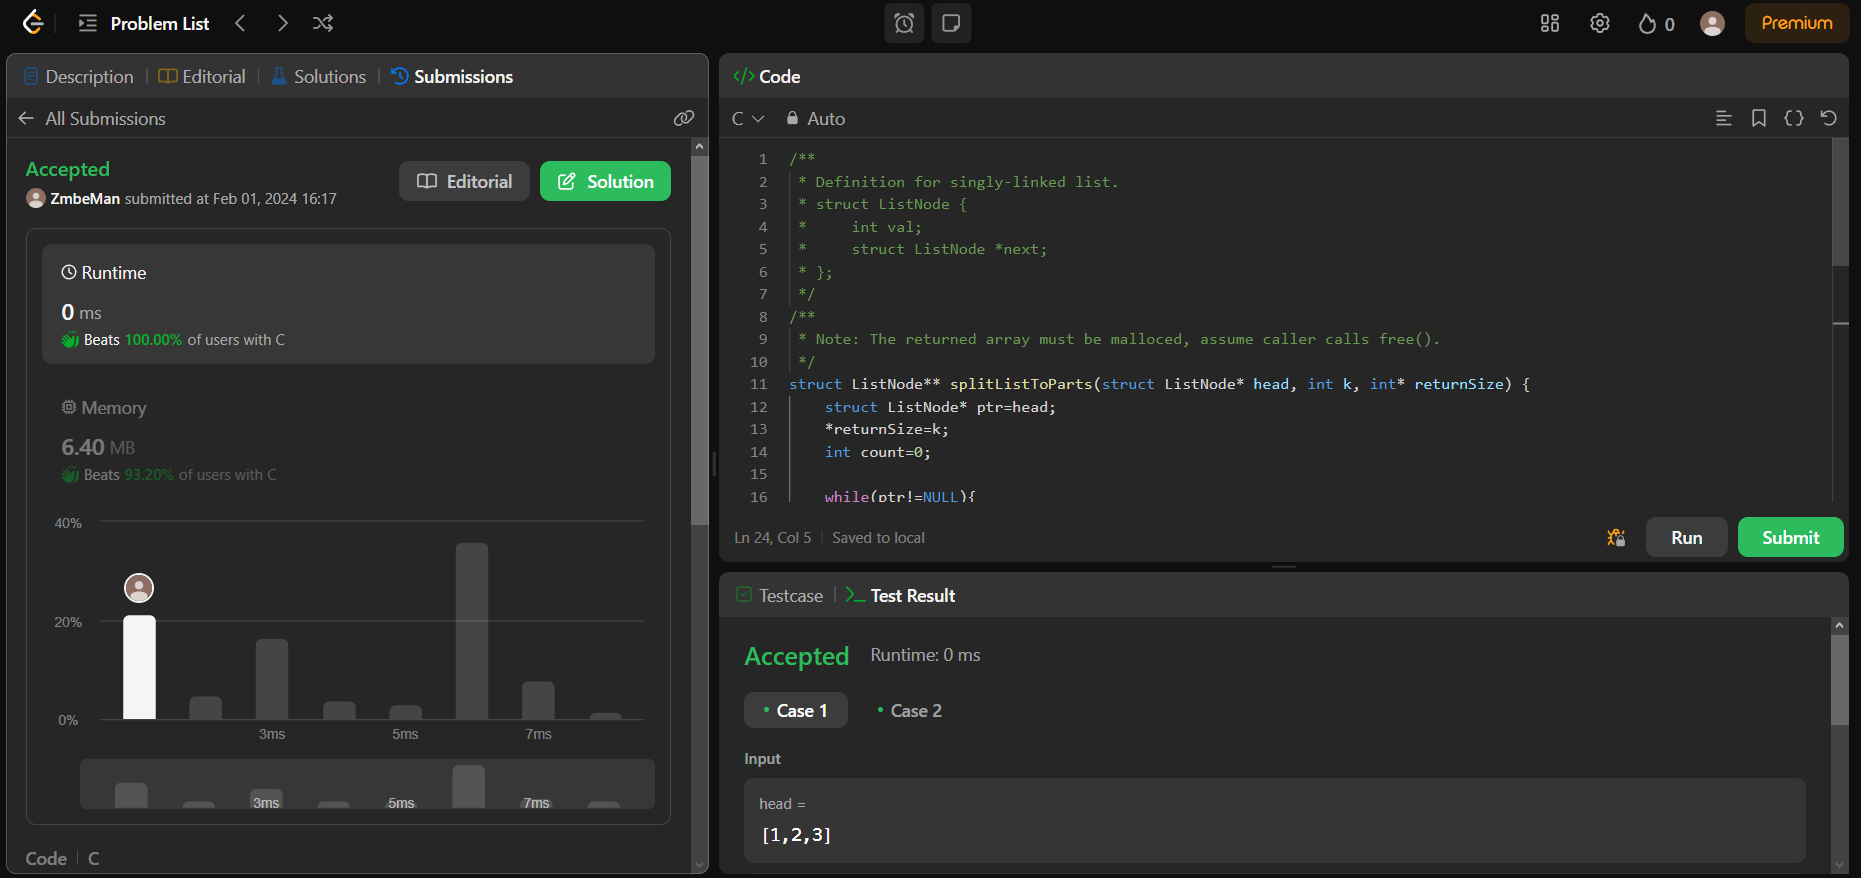 Problem List
0
Premium
Description
Editorial
Solutions
Submissions
All Submissions
Accepted
ZmbeMan submitted at Feb 01, 2024 16:17
Editorial
Solution
Runtime
0 ms
Beats 100.00% of users with C
Memory
6.40 MB
Beats 93.20% of users with C
40%
20%
0%
3ms
5ms
7ms
3ms
5ms
7ms
Code
C
</> Code
C
Auto
1 /**
2 * Definition for singly-linked list.
3 * struct ListNode {
4 *     int val;
5 *     struct ListNode *next;
6 * };
7 */
8 /**
9 * Note: The returned array must be malloced, assume caller calls free().
10 */
11 struct ListNode** splitListToParts(struct ListNode* head, int k, int* returnSize) {
12     struct ListNode* ptr=head;
13     *returnSize=k;
14     int count=0;
15
16     while(ptr!=NULL){
Ln 24, Col 5
Saved to local
Run
Submit
Testcase
Test Result
Accepted
Runtime: 0 ms
Case 1
Case 2
Input
head =
[1,2,3]